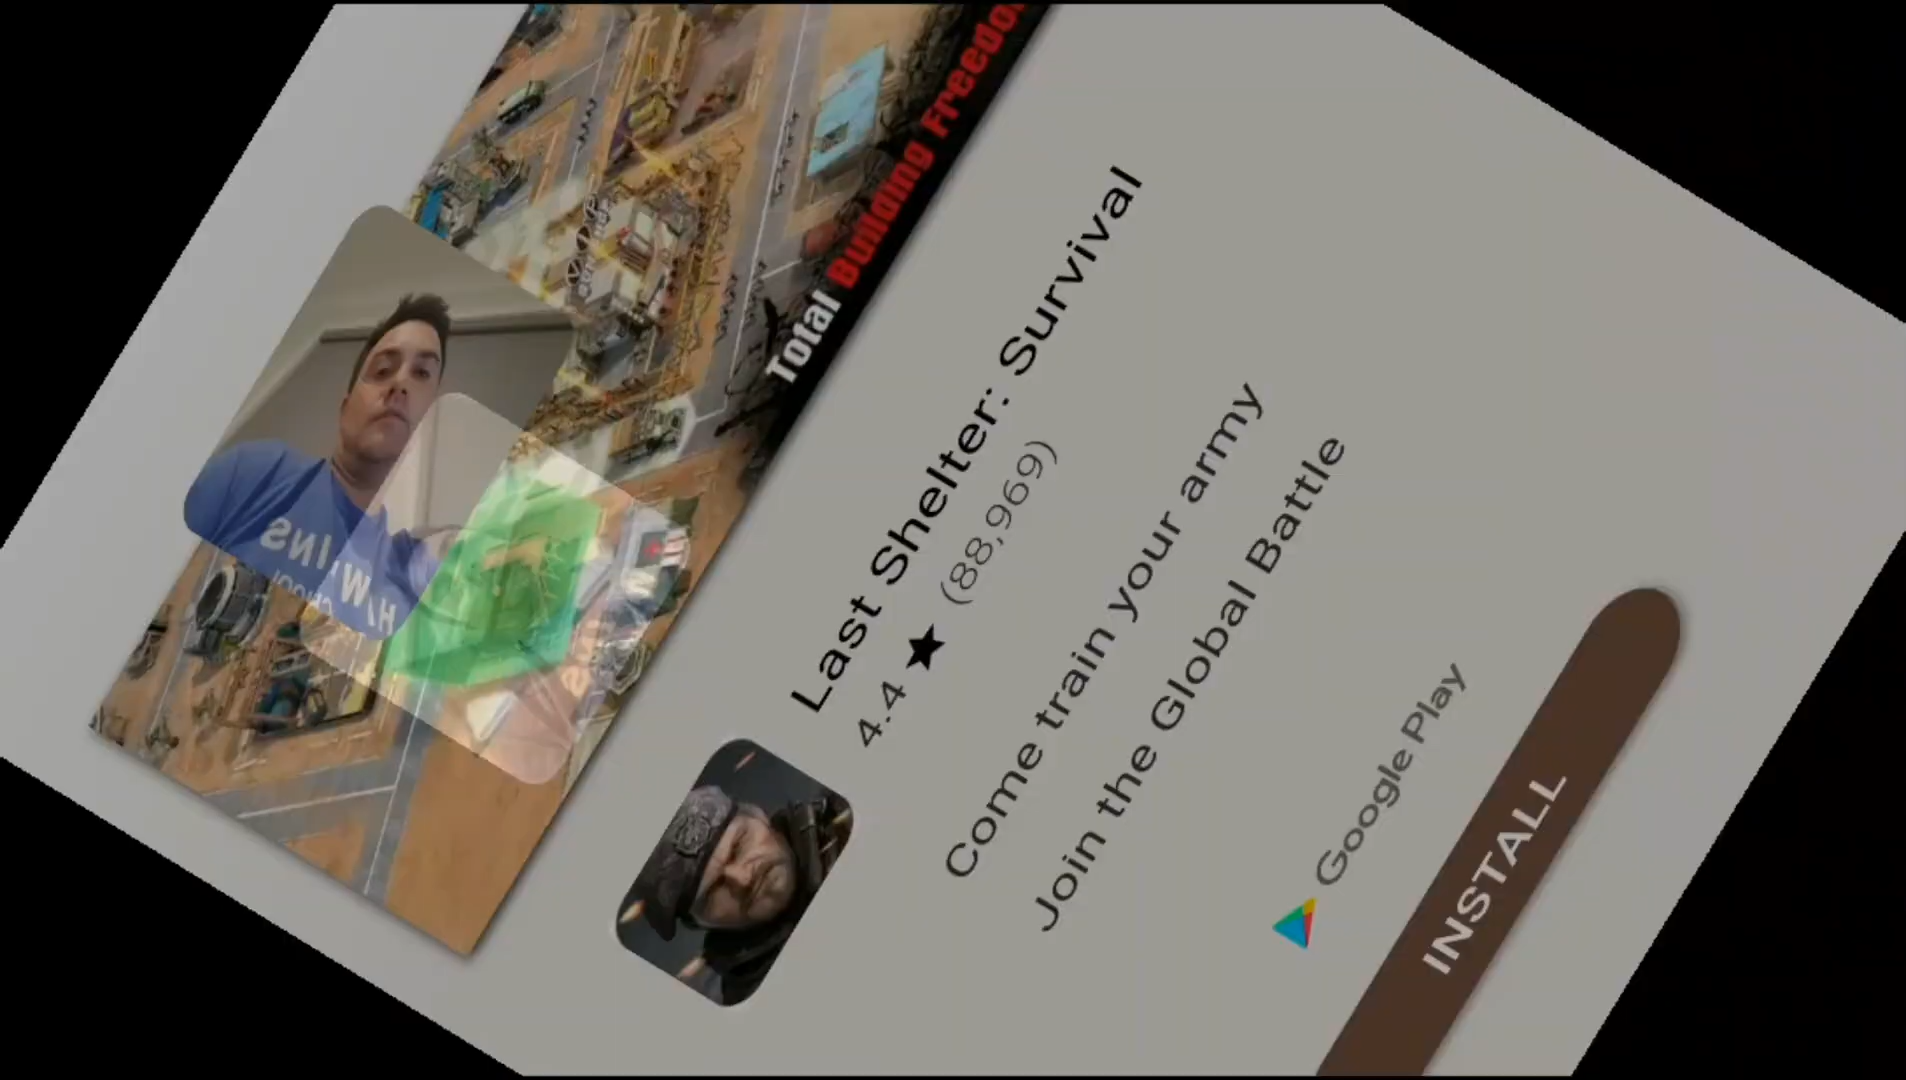 Total Building Freedo
Last Shelter: Survival
4.4 ★ (88,969)
Come train your army
Join the Global Battle
Google Play
INSTALL